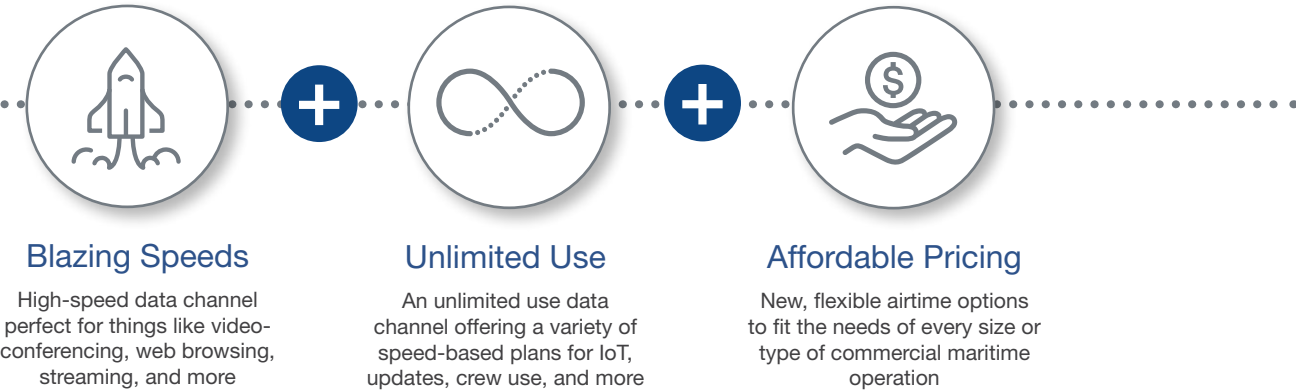 Blazing Speeds
High-speed data channel
perfect for things like video-
conferencing, web browsing,
streaming, and more
Unlimited Use
An unlimited use data
channel offering a variety of
speed-based plans for IoT,
updates, crew use, and more
$
Affordable Pricing
New, flexible airtime options
to fit the needs of every size or
type of commercial maritime
operation